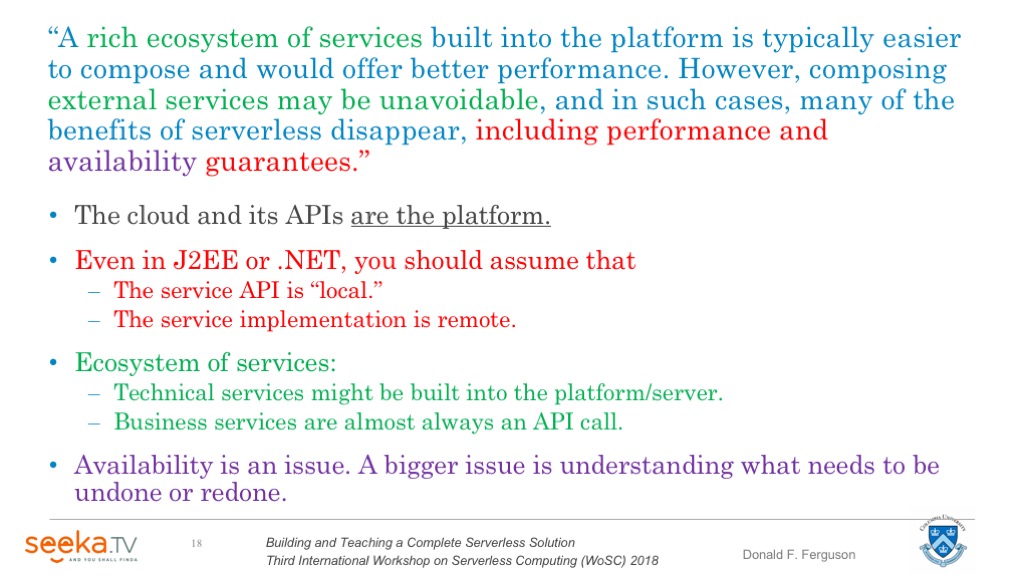 “A rich ecosystem of services built into the platform is typically easier
to compose and would offer better performance. However, composing
external services may be unavoidable, and in such cases, many of the
benefits of serverless disappear, including performance and
availability guarantees.”
• The cloud and its APIs are the platform.
• Even in J2EE or .NET, you should assume that
– The service API is “local.”
– The service implementation is remote.
• Ecosystem of services:
– Technical services might be built into the platform/server.
– Business services are almost always an API call.
• Availability is an issue. A bigger issue is understanding what needs to be
undone or redone.
seeka.TV
AND YOU SHALL FINDA
18
Building and Teaching a Complete Serverless Solution
Third International Workshop on Serverless Computing (WoSC) 2018
Donald F. Ferguson
COLUMBIA UNIVERSITY